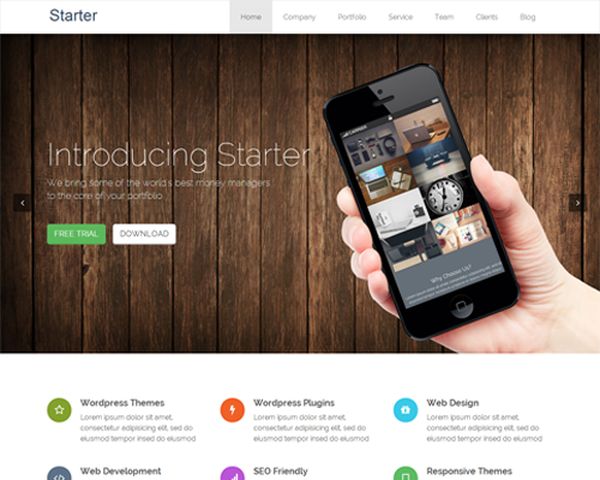 Starter
Home Company Portfolio Service Team Clients Blog
Introducing Starter
We bring some of the world's best money managers
to the core of your portfolio
FREE TRIAL DOWNLOAD
Why Choose Us?
Wordpress Themes Wordpress Plugins Web Design
Lorem ipsum dolor sit amet, Lorem ipsum dolor sit amet, Lorem ipsum dolor sit amet,
consectetur adipisicing elit, sed do consectetur adipisicing elit, sed do consectetur adipisicing elit, sed do
eiusmod tempor insed do eiusmod eiusmod tempor insed do eiusmod eiusmod tempor insed do eiusmod
Web Development SEO Friendly Responsive Themes